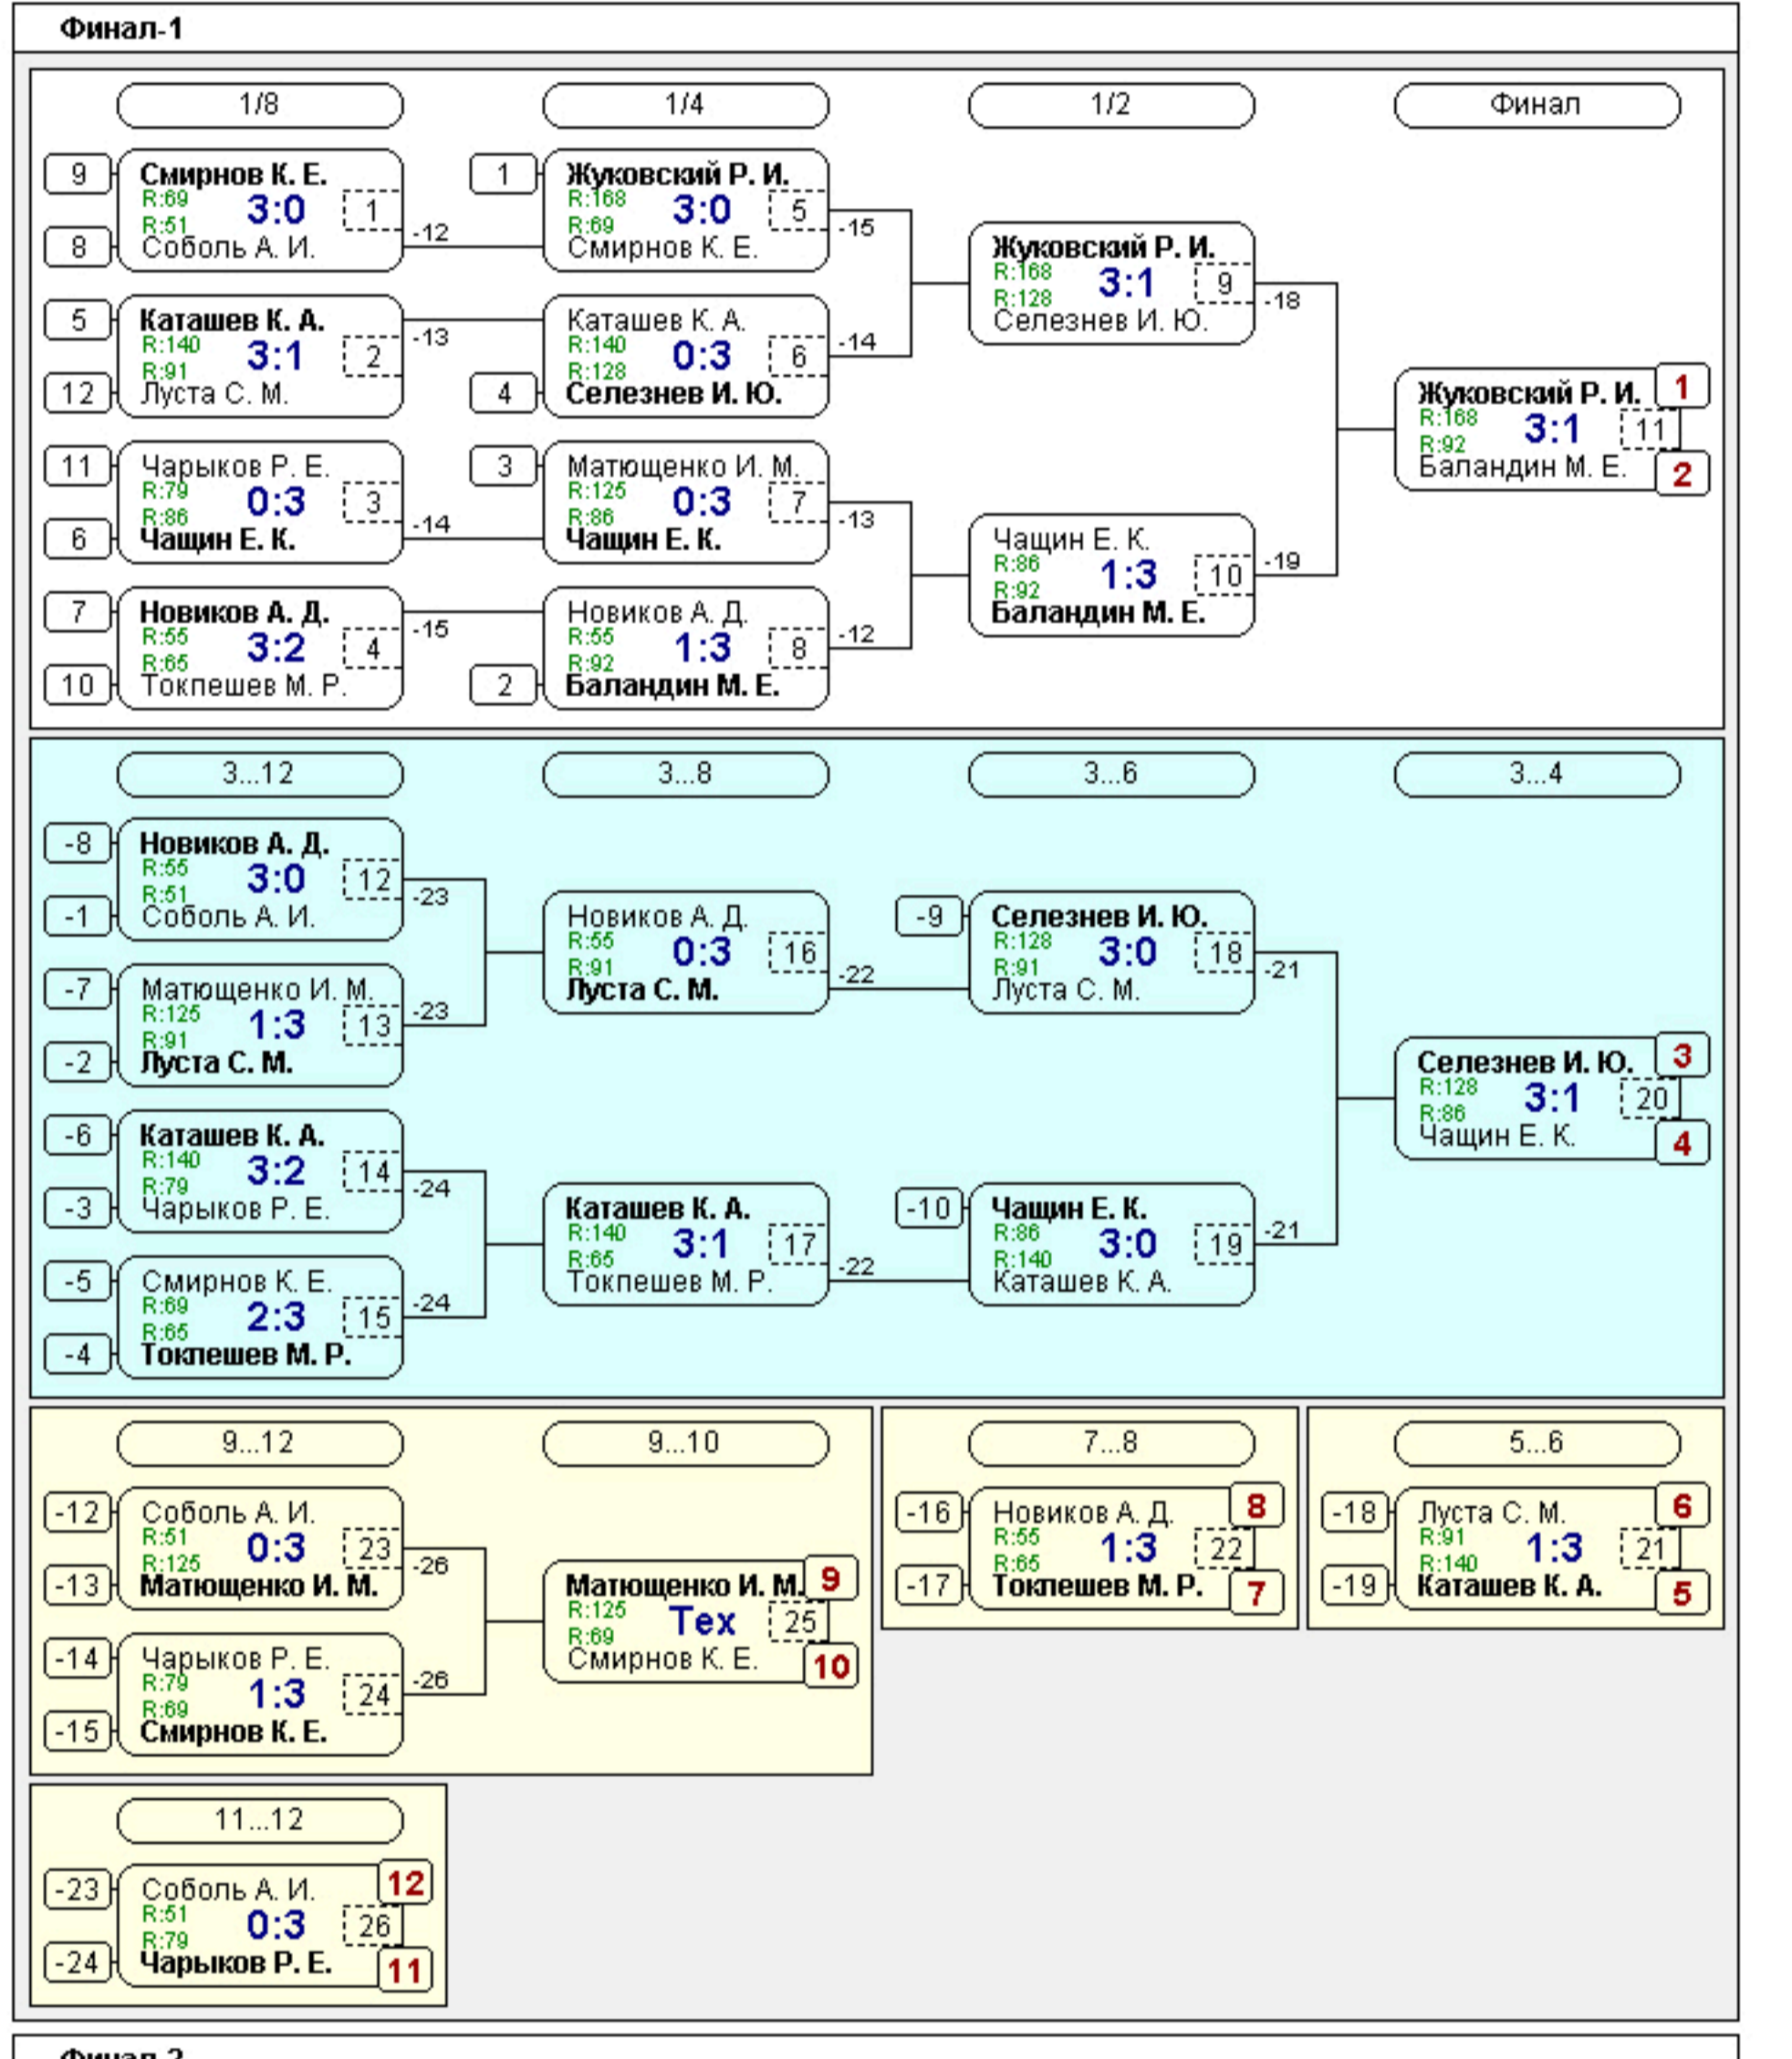 Финал-1
1/8
1/4
1/2
Финал
9
Смирнов К. Е.
R:69
3:0
1
R:51
8
Соболь А. И.
-12
5
Каташев К. А.
R:140
3:1
2
R:91
12
Луста С. М.
-13
11
Чарыков Р. Е.
R:79
0:3
3
R:86
6
Чащин Е. К.
-14
7
Новиков А. Д.
R:55
3:2
4
R:65
10
Токпешев М. Р.
-15
1
Жуковский Р. И.
R:168
3:0
5
R:69
Смирнов К. Е.
-15
Каташев К. А.
R:140
0:3
6
R:128
4
Селезнев И. Ю.
-14
3
Матющенко И. М.
R:125
0:3
7
R:86
Чащин Е. К.
-13
Новиков А. Д.
R:55
1:3
8
R:92
2
Баландин М. Е.
-12
Жуковский Р. И.
R:168
3:1
9
R:128
Селезнев И. Ю.
-18
Чащин Е. К.
R:86
1:3
10
R:92
Баландин М. Е.
-19
Жуковский Р. И.
1
R:168
3:1
11
R:92
Баландин М. Е.
2
3...12
3...8
3...6
3...4
-8
Новиков А. Д.
R:55
3:0
12
R:51
-1
Соболь А. И.
-23
-7
Матющенко И. М.
R:125
1:3
13
R:91
-2
Луста С. М.
-23
-6
Каташев К. А.
R:140
3:2
14
R:79
-3
Чарыков Р. Е.
-24
-5
Смирнов К. Е.
R:69
2:3
15
R:65
-4
Токпешев М. Р.
-24
Новиков А. Д.
R:55
0:3
16
R:91
Луста С. М.
-22
Каташев К. А.
R:140
3:1
17
R:65
Токпешев М. Р.
-22
-9
Селезнев И. Ю.
R:128
3:0
18
R:91
Луста С. М.
-21
-10
Чащин Е. К.
R:86
3:0
19
R:140
Каташев К. А.
-21
Селезнев И. Ю.
3
R:128
3:1
20
R:86
Чащин Е. К.
4
9...12
9...10
-12
Соболь А. И.
R:51
0:3
23
R:125
-13
Матющенко И. М.
-26
-14
Чарыков Р. Е.
R:79
1:3
24
R:69
-15
Смирнов К. Е.
-26
Матющенко И. М.
9
R:125
Тех
25
R:69
Смирнов К. Е.
10
7...8
-16
Новиков А. Д.
8
R:55
1:3
22
R:65
-17
Токпешев М. Р.
7
5...6
-18
Луста С. М.
6
R:91
1:3
21
R:140
-19
Каташев К. А.
5
11...12
-23
Соболь А. И.
12
R:51
0:3
26
R:79
-24
Чарыков Р. Е.
11
Финал-2